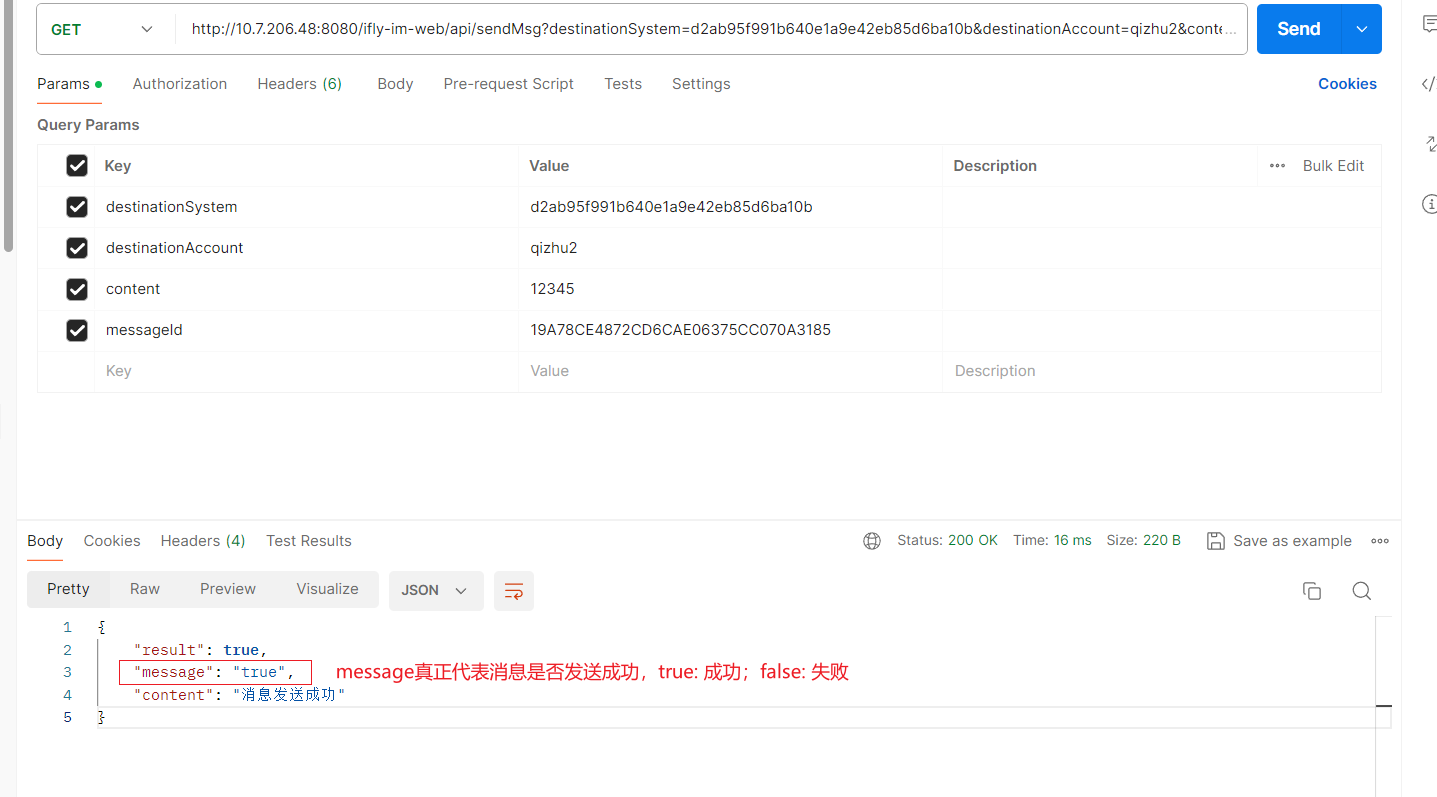 GET http://10.7.206.48:8080/ifly-im-web/api/sendMsg?destinationSystem=d2ab95f991b640e1a9e42eb85d6ba10b&destinationAccount=qizhu2&conte... Send
Params Authorization Headers (6) Body Pre-request Script Tests Settings Cookies
Query Params
Key Value Description Bulk Edit
destinationSystem d2ab95f991b640e1a9e42eb85d6ba10b
destinationAccount qizhu2
content 12345
messageId 19A78CE4872CD6CAE06375CC070A3185
Key Value Description
Body Cookies Headers (4) Test Results Status: 200 OK Time: 16 ms Size: 220 B Save as example
Pretty Raw Preview Visualize JSON
1 {
2 "result": true,
3 "message": "true", message真正代表消息是否发送成功，true: 成功；false: 失败
4 "content": "消息发送成功"
5 }